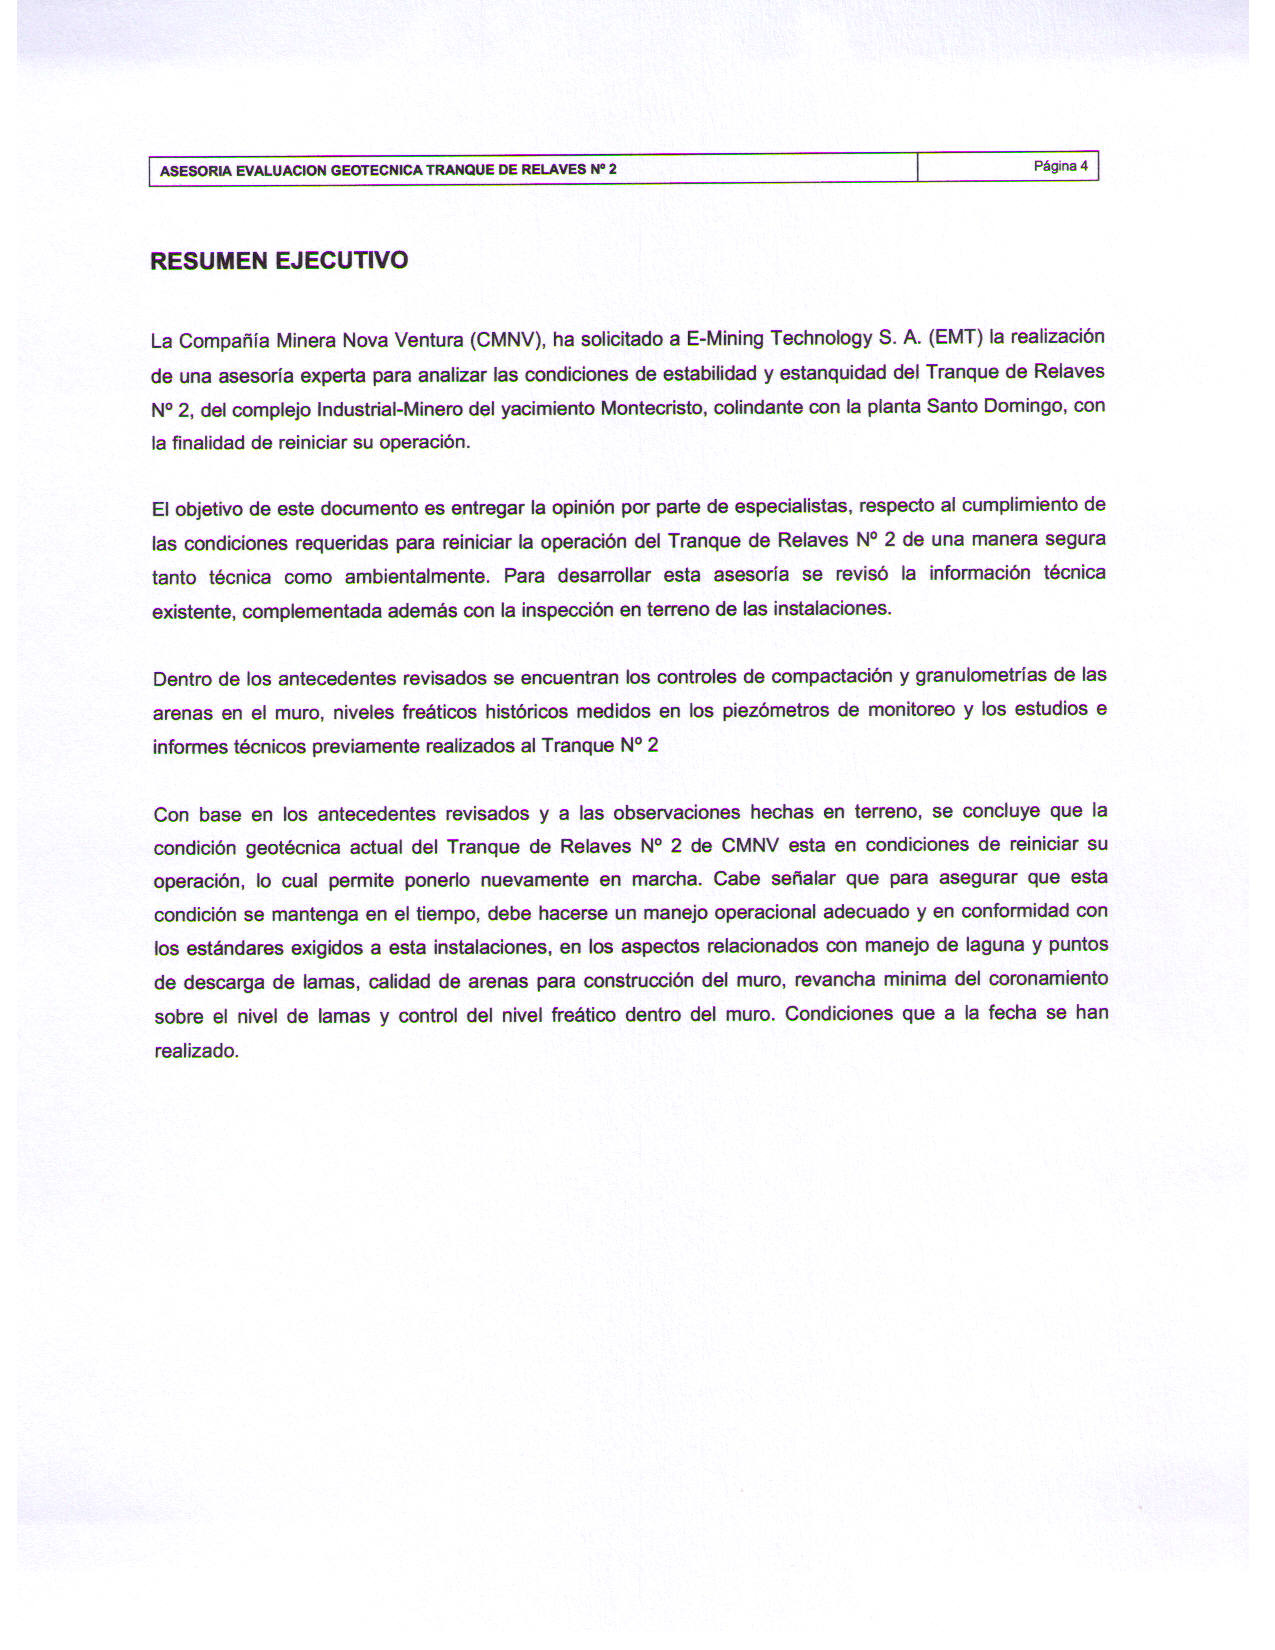 ASESORIA EVALUACION GEOTECNICA TRANQUE DE RELAVES Nº 2
Página 4
RESUMEN EJECUTIVO
La Compañía Minera Nova Ventura (CMNV), ha solicitado a E-Mining Technology S. A. (EMT) la realización
de una asesoría experta para analizar las condiciones de estabilidad y estanquidad del Tranque de Relaves
Nº 2, del complejo Industrial-Minero del yacimiento Montecristo, colindante con la planta Santo Domingo, con
la finalidad de reiniciar su operación.
El objetivo de este documento es entregar la opinión por parte de especialistas, respecto al cumplimiento de
las condiciones requeridas para reiniciar la operación del Tranque de Relaves Nº 2 de una manera segura
tanto técnica como ambientalmente. Para desarrollar esta asesoría se revisó la información técnica
existente, complementada además con la inspección en terreno de las instalaciones.
Dentro de los antecedentes revisados se encuentran los controles de compactación y granulometrías de las
arenas en el muro, niveles freáticos históricos medidos en los piezómetros de monitoreo y los estudios e
informes técnicos previamente realizados al Tranque Nº 2
Con base en los antecedentes revisados y a las observaciones hechas en terreno, se concluye que la
condición geotécnica actual del Tranque de Relaves Nº 2 de CMNV esta en condiciones de reiniciar su
operación, lo cual permite ponerlo nuevamente en marcha. Cabe señalar que para asegurar que esta
condición se mantenga en el tiempo, debe hacerse un manejo operacional adecuado y en conformidad con
los estándares exigidos a esta instalaciones, en los aspectos relacionados con manejo de laguna y puntos
de descarga de lamas, calidad de arenas para construcción del muro, revancha minima del coronamiento
sobre el nivel de lamas y control del nivel freático dentro del muro. Condiciones que a la fecha se han
realizado.